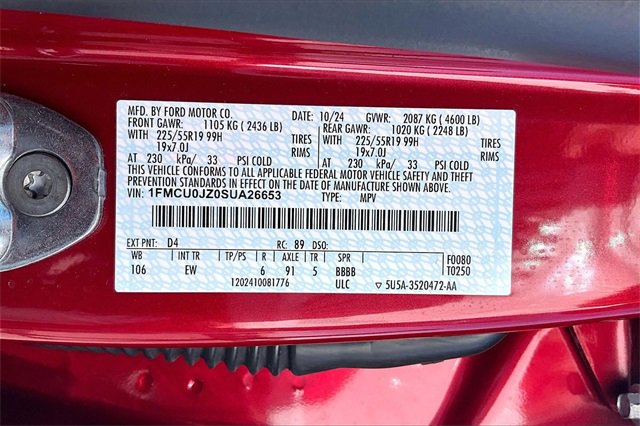 MFD. BY FORD MOTOR CO. DATE: 10/24 GVWR: 2087 KG (4600 LB)
FRONT GAWR: 1105 KG (2436 LB) REAR GAWR: 1020 KG (2248 LB)
WITH 225/55R19 99H TIRES WITH 225/55R19 99H TIRES
19x7.0J RIMS 19x7.0J RIMS
AT 230 kPa/ 33 PSI COLD AT 230 kPa/ 33 PSI COLD
THIS VEHICLE CONFORMS TO ALL APPLICABLE FEDERAL MOTOR VEHICLE SAFETY, BUMPER, AND THEFT
PREVENTION STANDARDS IN EFFECT ON THE DATE OF MANUFACTURE SHOWN ABOVE.
VIN: 1FMCU0JZ0SUA26653 TYPE: MPV
EXT PNT: D4 RC: 89 DSO: F0080
WB INT TR TP/PS R AXLE TR SPR T0250
106 EW 6 91 5 BBBB
1202410081776 ULC ▽ 5U5A-3520472-AA